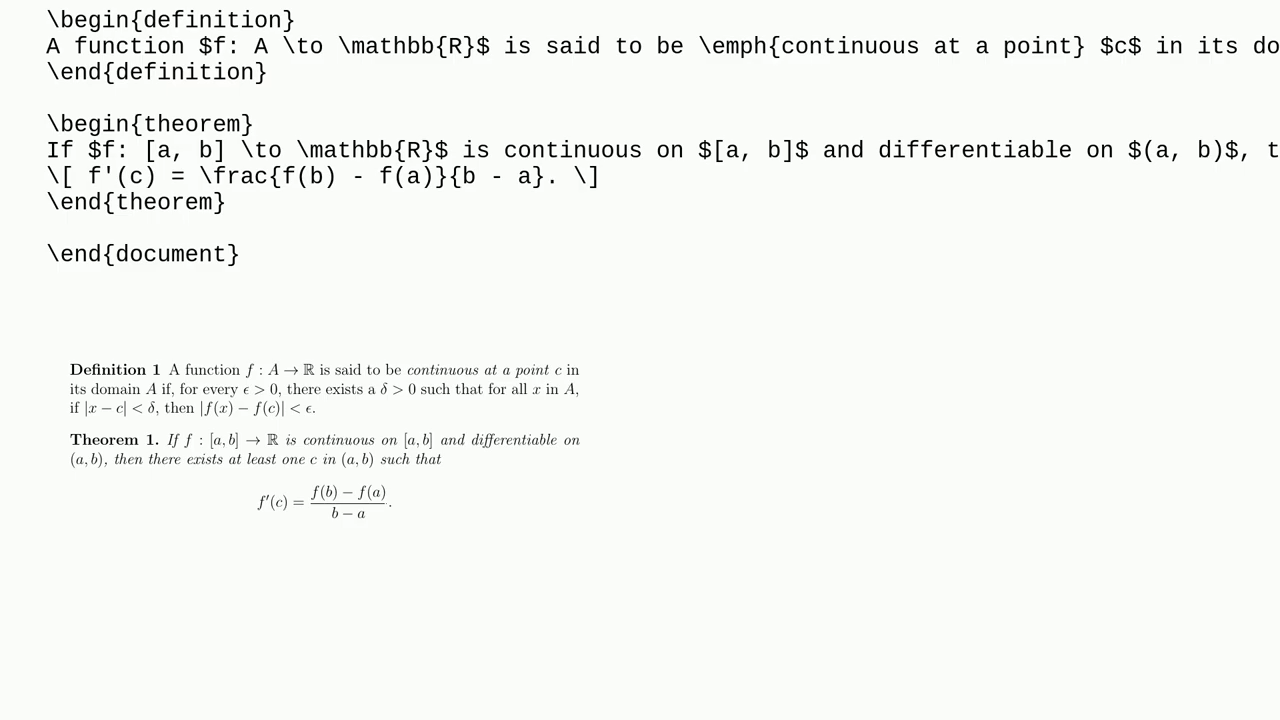 \begin{definition}
A function $f: A \to \mathbb{R}$ is said to be \emph{continuous at a point} $c$ in its do
\end{definition}
\begin{theorem}
If $f: [a, b] \to \mathbb{R}$ is continuous on $[a, b]$ and differentiable on $(a, b)$, t
\[ f'(c) = \frac{f(b) - f(a)}{b - a}. \]
\end{theorem}
\end{document}
Definition 1 A function f : A → ℝ is said to be continuous at a point c in
its domain A if, for every ϵ > 0, there exists a δ > 0 such that for all x in A,
if |x − c| < δ, then |f(x) − f(c)| < ϵ.
Theorem 1. If f : [a, b] → ℝ is continuous on [a, b] and differentiable on
(a, b), then there exists at least one c in (a, b) such that
f′(c) = f(b) − f(a)
b − a .